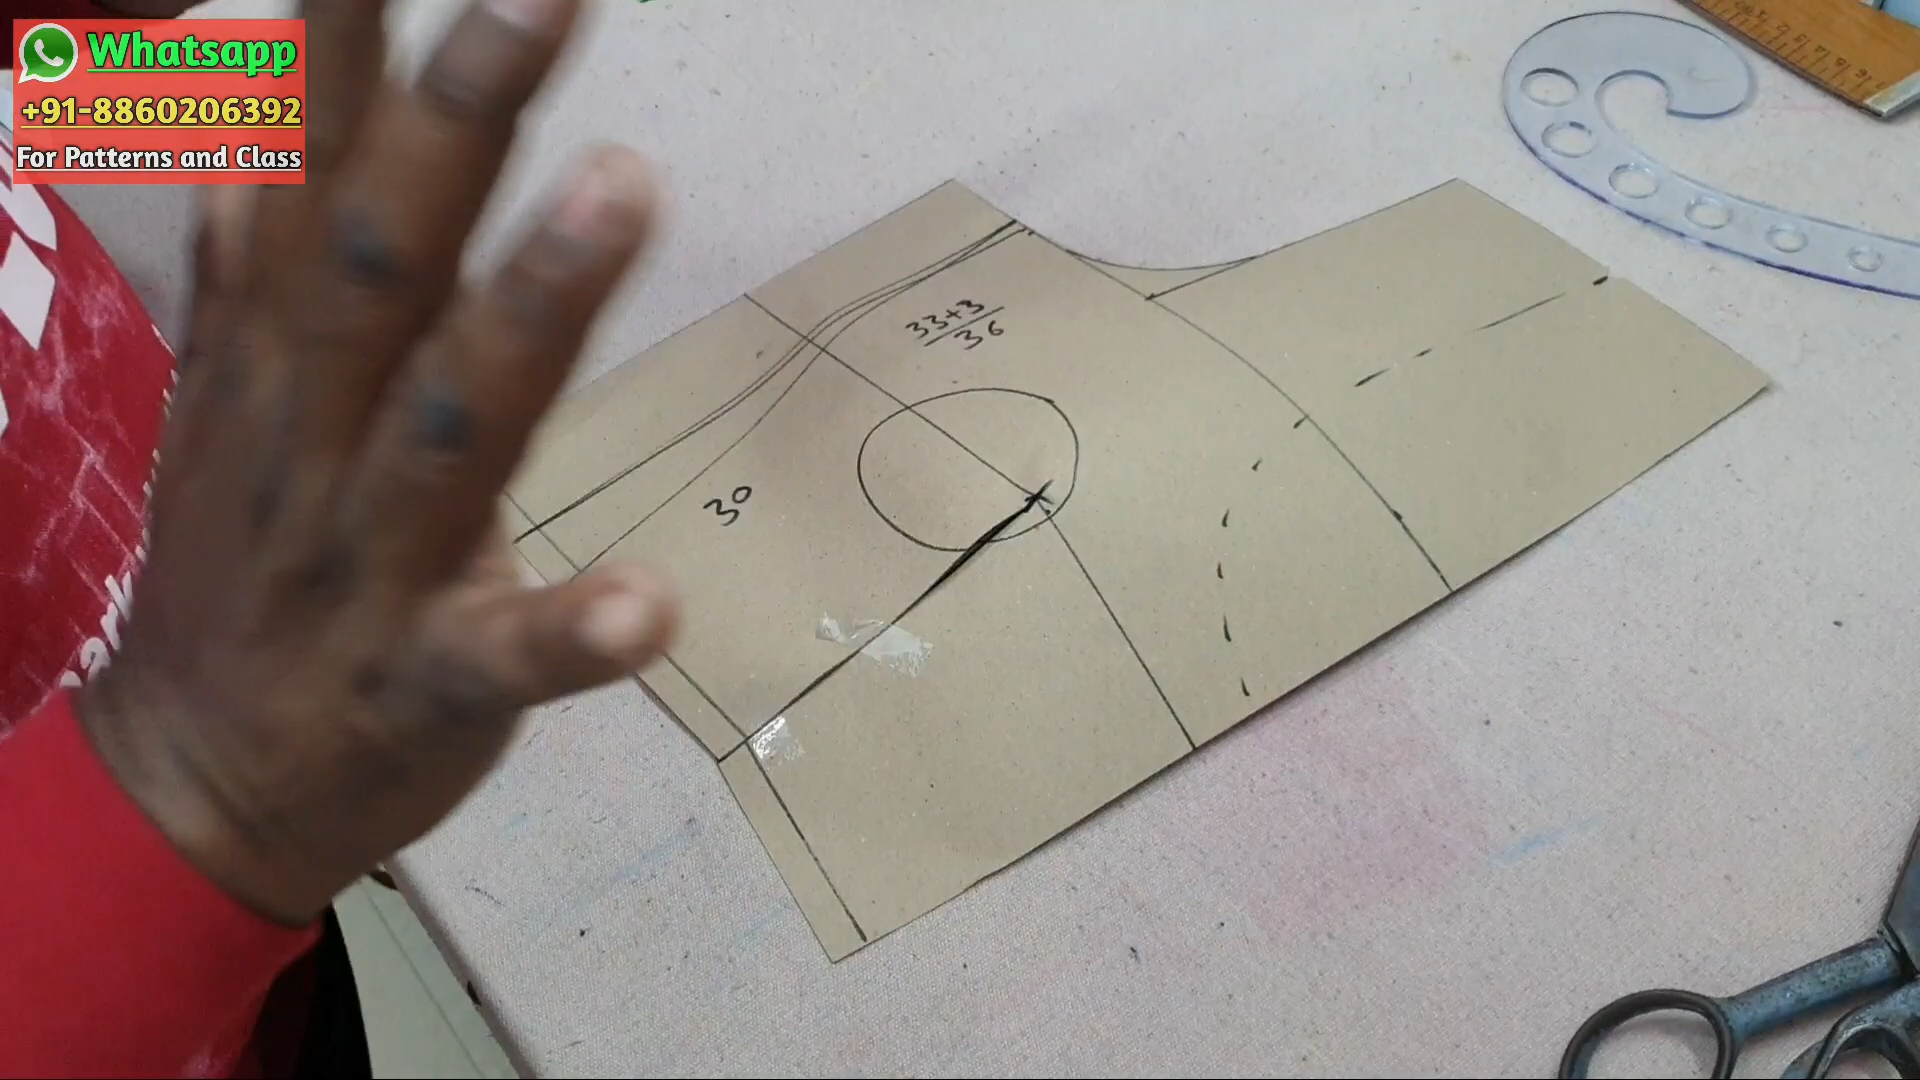 Whatsapp
+91-8860206392
For Patterns and Class
33+3
36
30